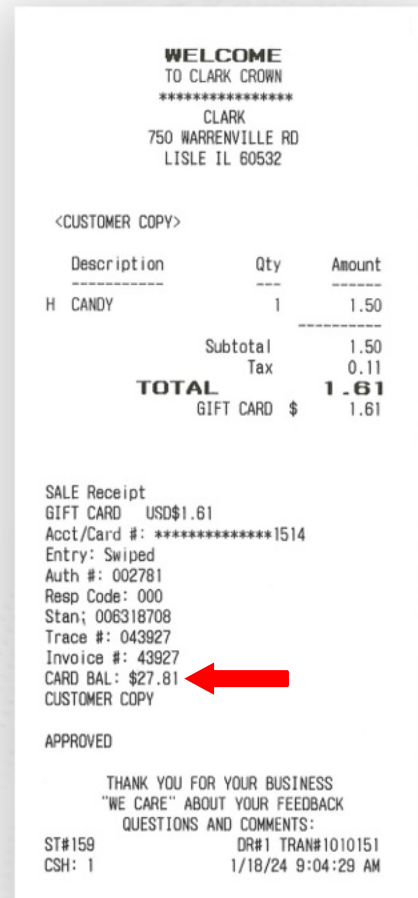 WELCOME
TO CLARK CROWN
****************
CLARK
750 WARRENVILLE RD
LISLE IL 60532
<CUSTOMER COPY>
Description Qty Amount
----------- --- ------
H CANDY 1 1.50
----------
Subtotal 1.50
Tax 0.11
TOTAL 1.61
GIFT CARD $ 1.61
SALE Receipt
GIFT CARD USD$1.61
Acct/Card #: **************1514
Entry: Swiped
Auth #: 002781
Resp Code: 000
Stan; 006318708
Trace #: 043927
Invoice #: 43927
CARD BAL: $27.81
CUSTOMER COPY
APPROVED
THANK YOU FOR YOUR BUSINESS
"WE CARE" ABOUT YOUR FEEDBACK
QUESTIONS AND COMMENTS:
ST#159 DR#1 TRAN#1010151
CSH: 1 1/18/24 9:04:29 AM